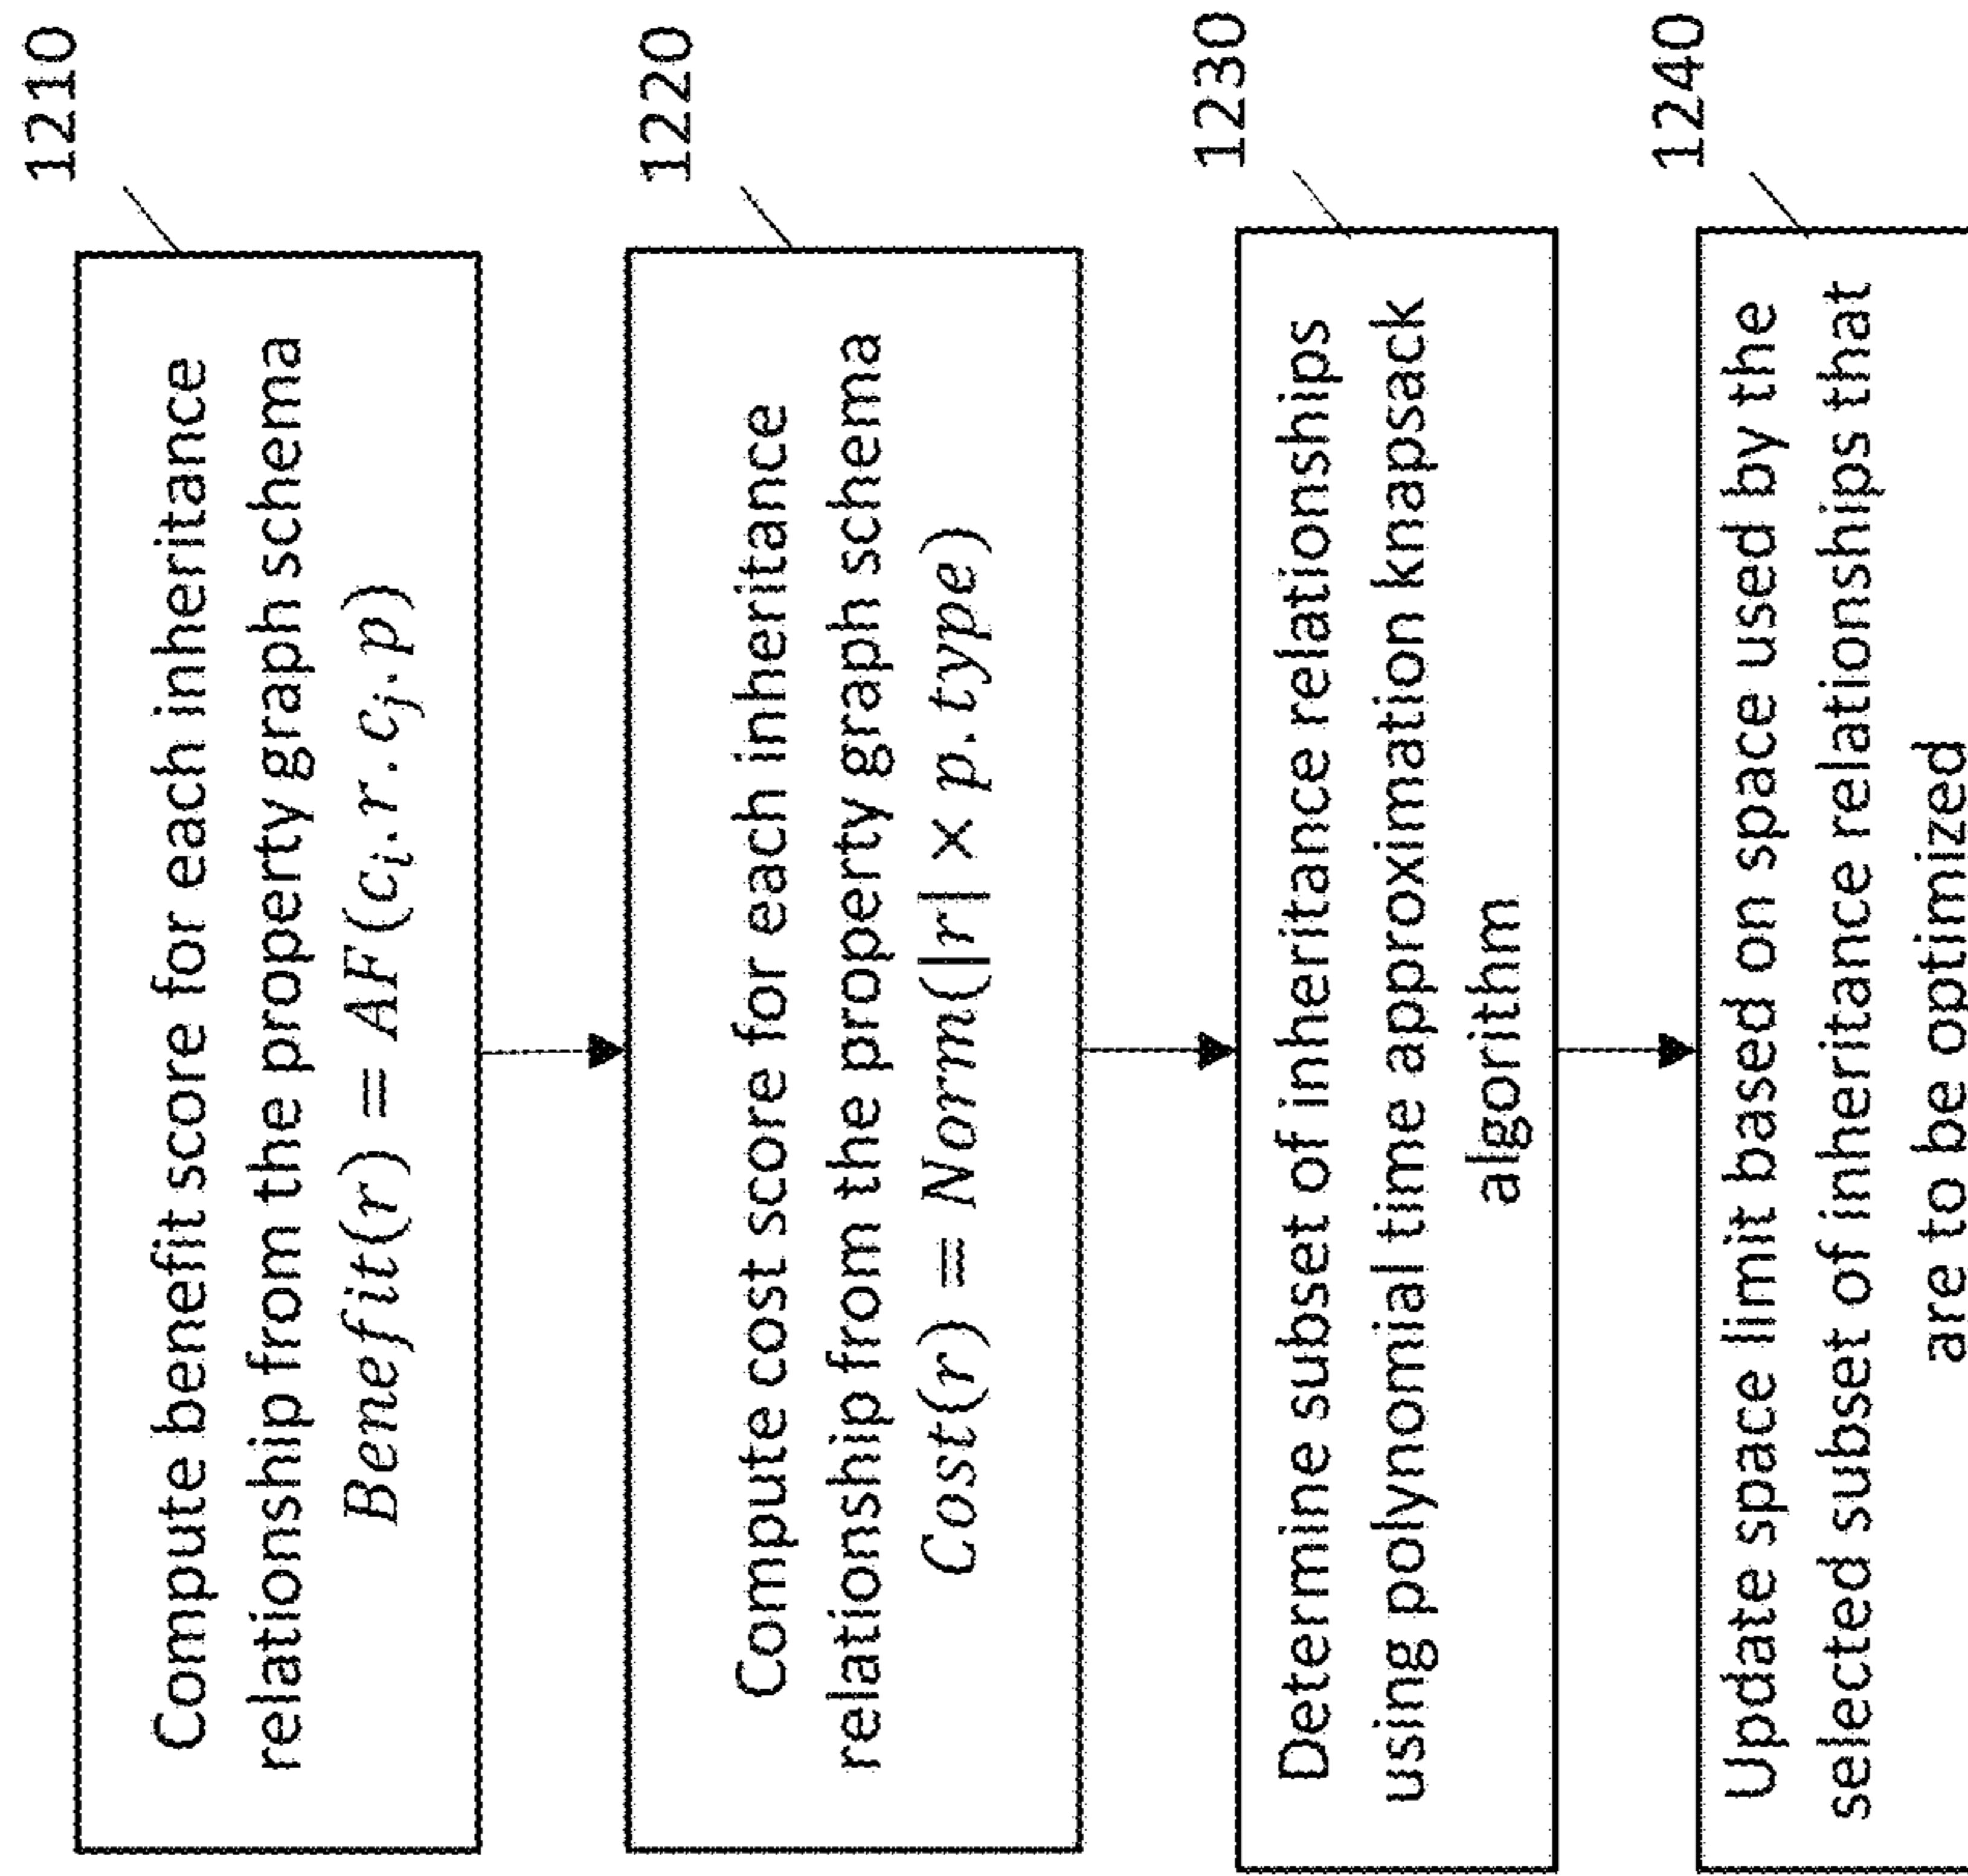 1210
Compute benefit score for each inheritance
relationship from the property graph schema
Benefit(r) = AF(c_i.r.c_j.p)
1220
Compute cost score for each inheritance
relationship from the property graph schema
Cost(r) = Norm(|r| × p.type)
1230
Determine subset of inheritance relationships
using polynomial time approximation knapsack
algorithm
1240
Update space limit based on space used by the
selected subset of inheritance relationships that
are to be optimized